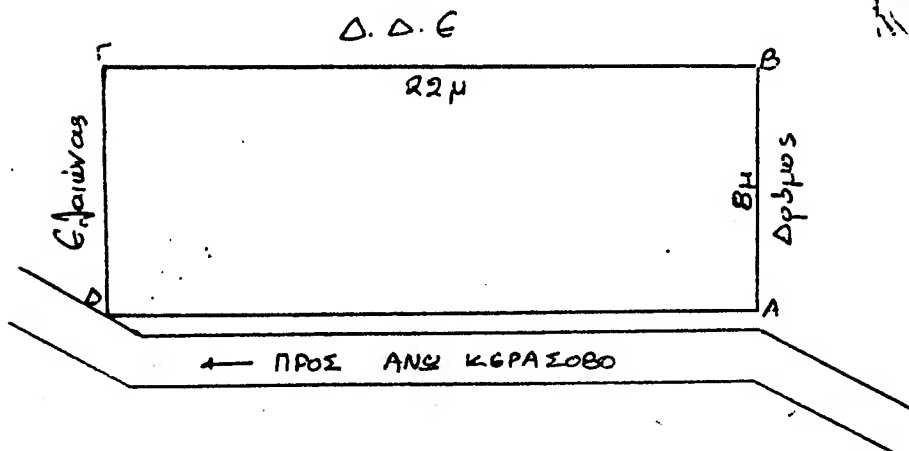 Δ. Δ. Ε
Γ
Β
22μ
Ελαιώνας
8μ
Δρόμος
Δ
Α
← ΠΡΟΣ ΑΝΩ ΚΕΡΑΣΟΒΟ